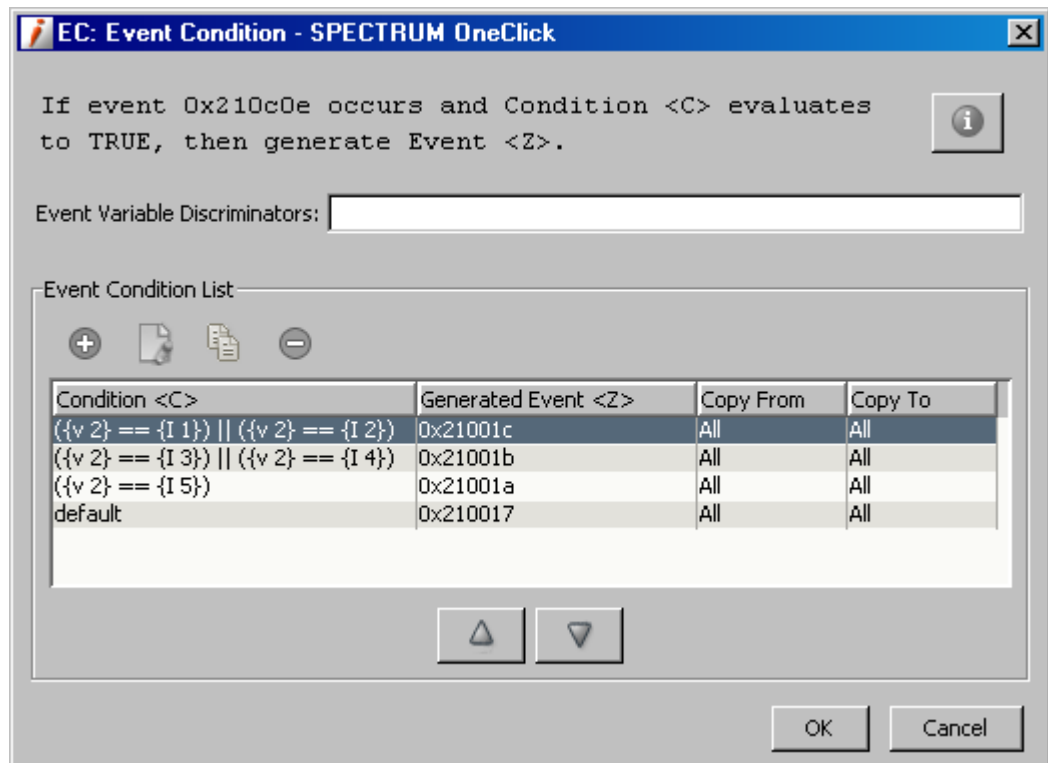 EC: Event Condition - SPECTRUM OneClick
If event 0x210c0e occurs and Condition <C> evaluates
to TRUE, then generate Event <Z>.
Event Variable Discriminators:
Event Condition List
Condition <C> Generated Event <Z> Copy From Copy To
({v 2} == {I 1}) || ({v 2} == {I 2}) 0x21001c All All
({v 2} == {I 3}) || ({v 2} == {I 4}) 0x21001b All All
({v 2} == {I 5}) 0x21001a All All
default 0x210017 All All
OK Cancel